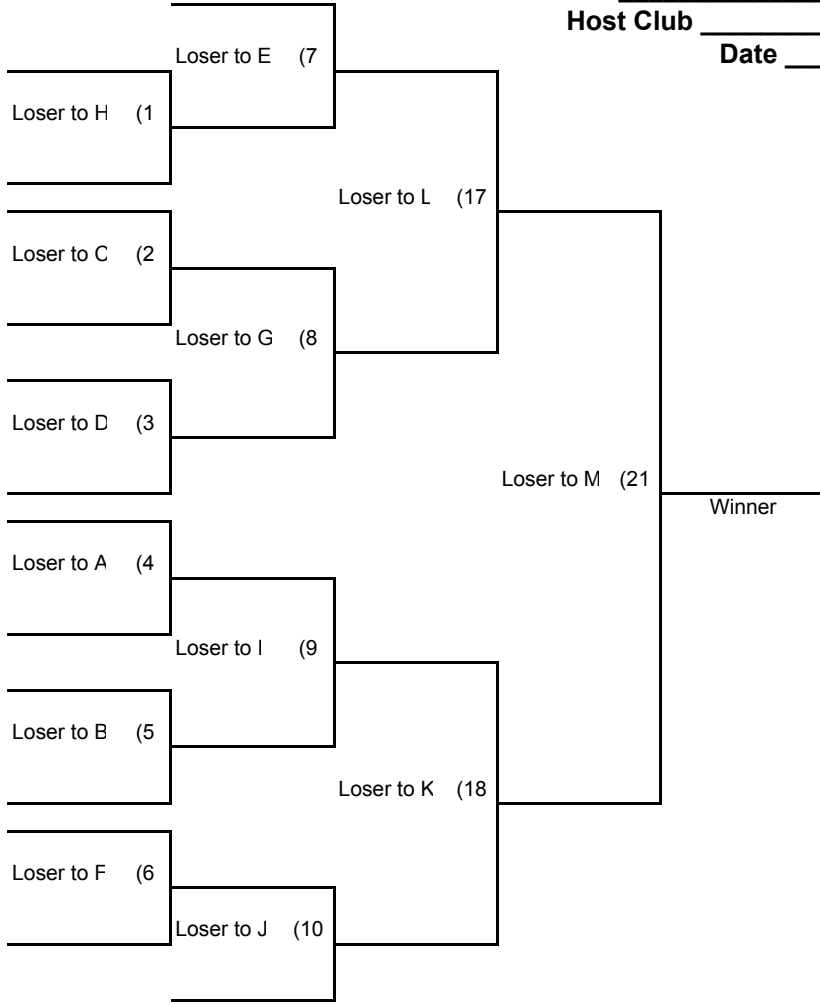 Host Club
Date
Loser to E (7
Loser to H (1
Loser to L (17
Loser to C (2
Loser to G (8
Loser to D (3
Loser to M (21
Winner
Loser to A (4
Loser to I (9
Loser to B (5
Loser to K (18
Loser to F (6
Loser to J (10